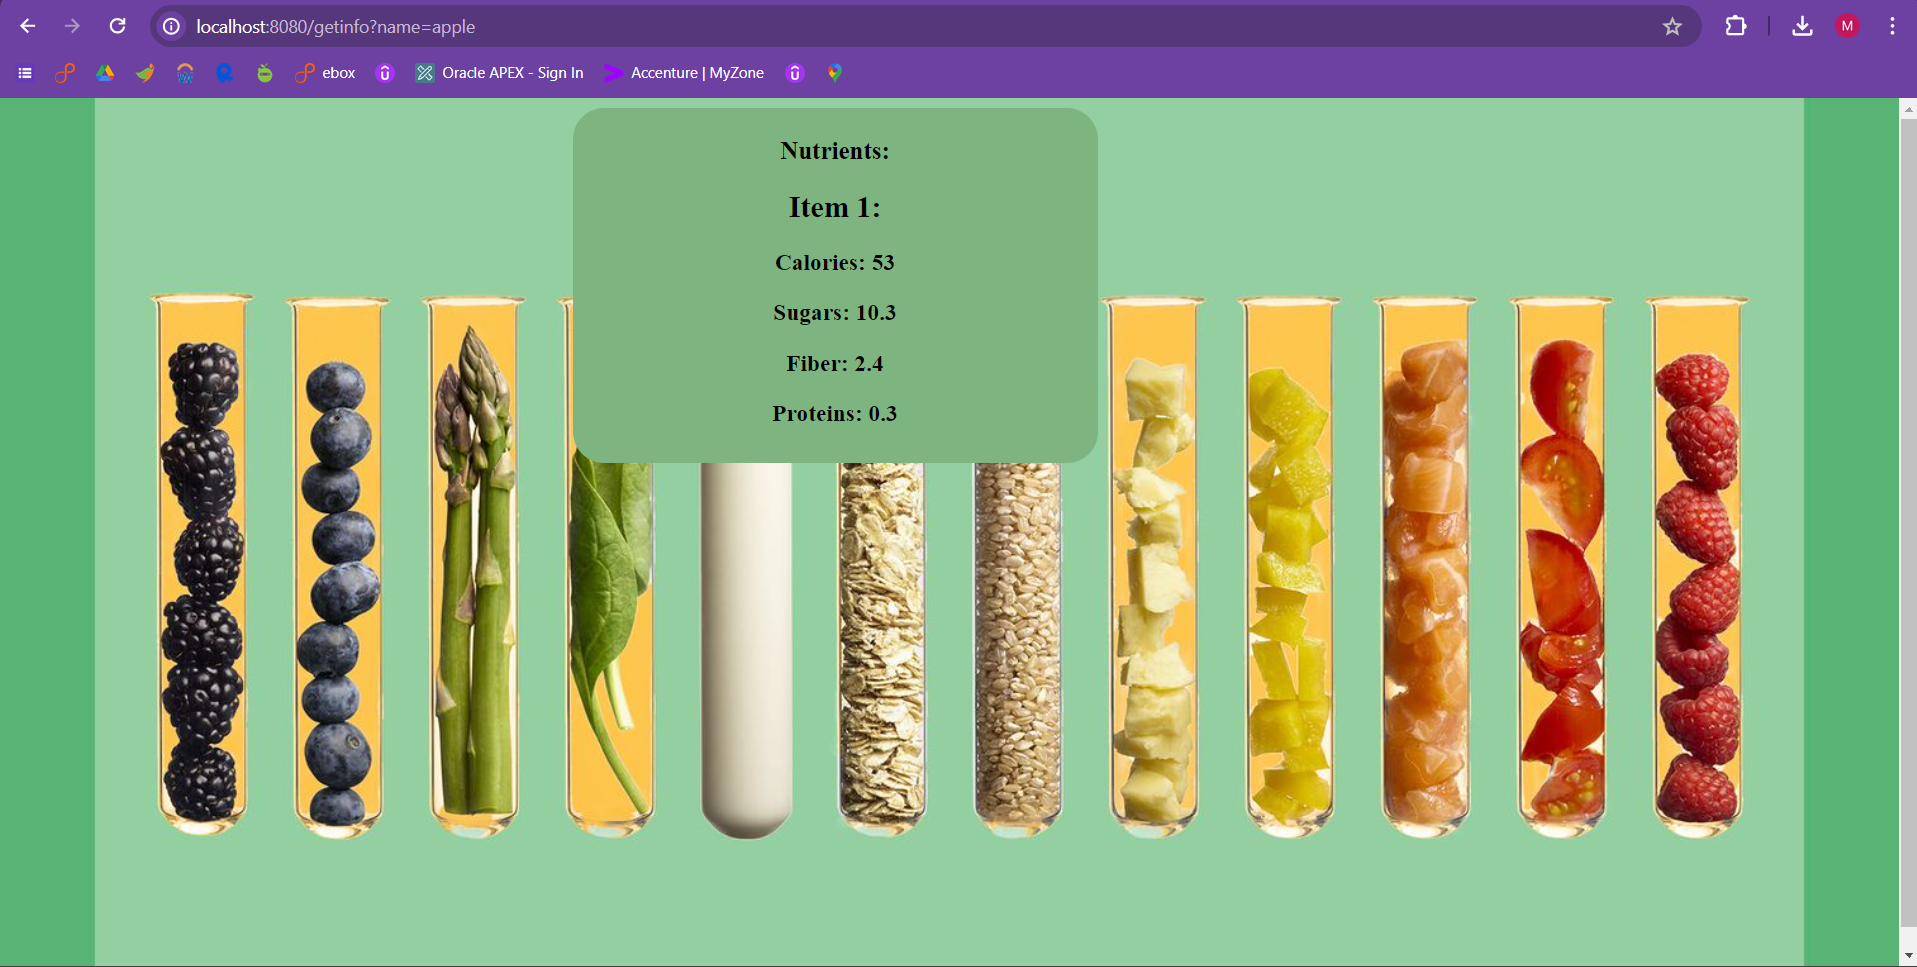 localhost:8080/getinfo?name=apple
M
ebox
Oracle APEX - Sign In
Accenture | MyZone
Nutrients:
Item 1:
Calories: 53
Sugars: 10.3
Fiber: 2.4
Proteins: 0.3